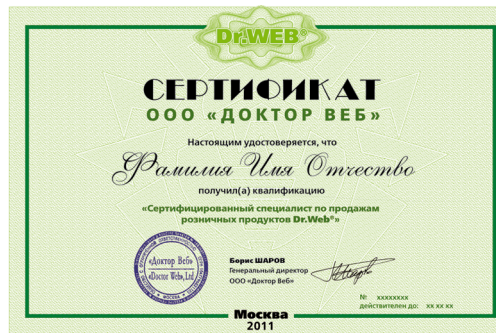 Dr.WEB®
СЕРТИФИКАТ
ООО «ДОКТОР ВЕБ»
Настоящим удостоверяется, что
Фамилия Имя Отчество
получил(а) квалификацию
«Сертифицированный специалист по продажам
розничных продуктов Dr.Web®»
«Доктор Веб»
«Doctor Web», Ltd
МОСКВА
Борис ШАРОВ
Генеральный директор
ООО «Доктор Веб»
№ xxxxxxxx
действителен до: xx xx xx
Москва
2011